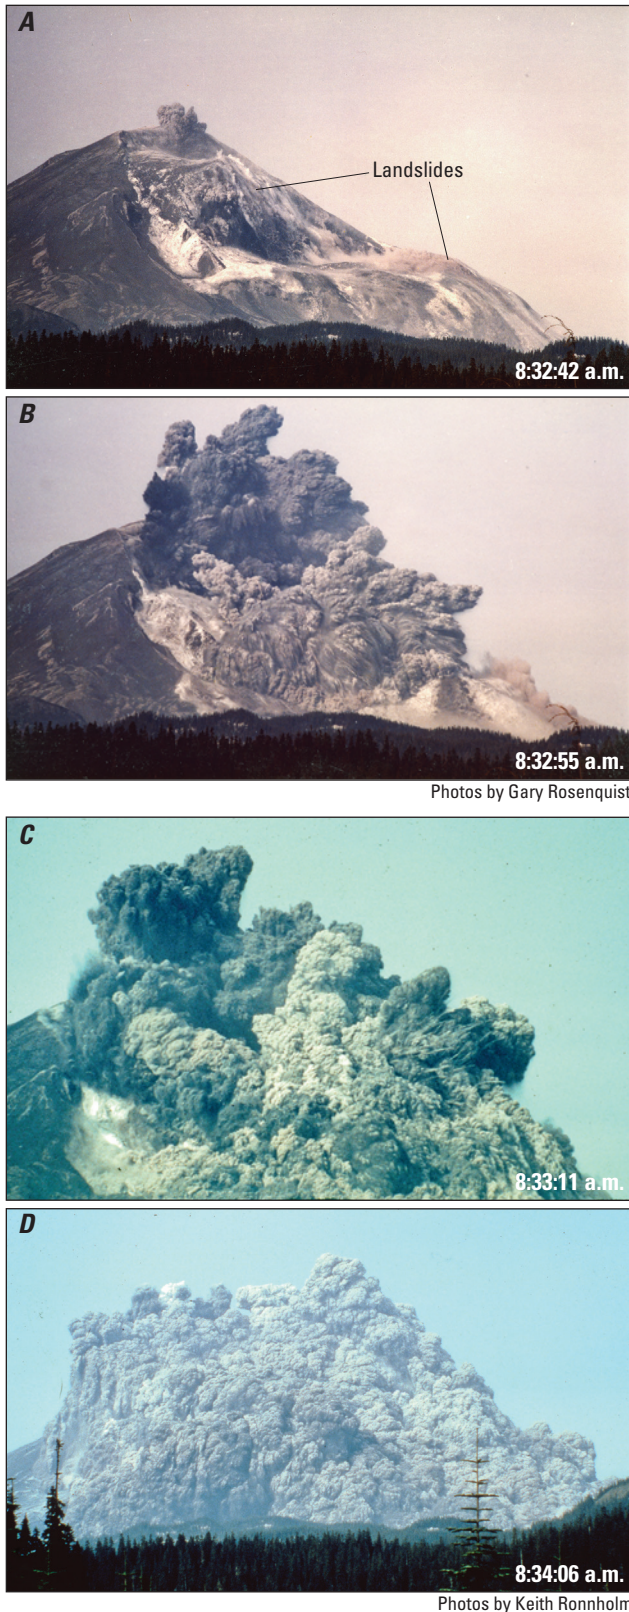 A
Landslides
8:32:42 a.m.
B
8:32:55 a.m.
Photos by Gary Rosenquist
C
8:33:11 a.m.
D
8:34:06 a.m.
Photos by Keith Ronnholm